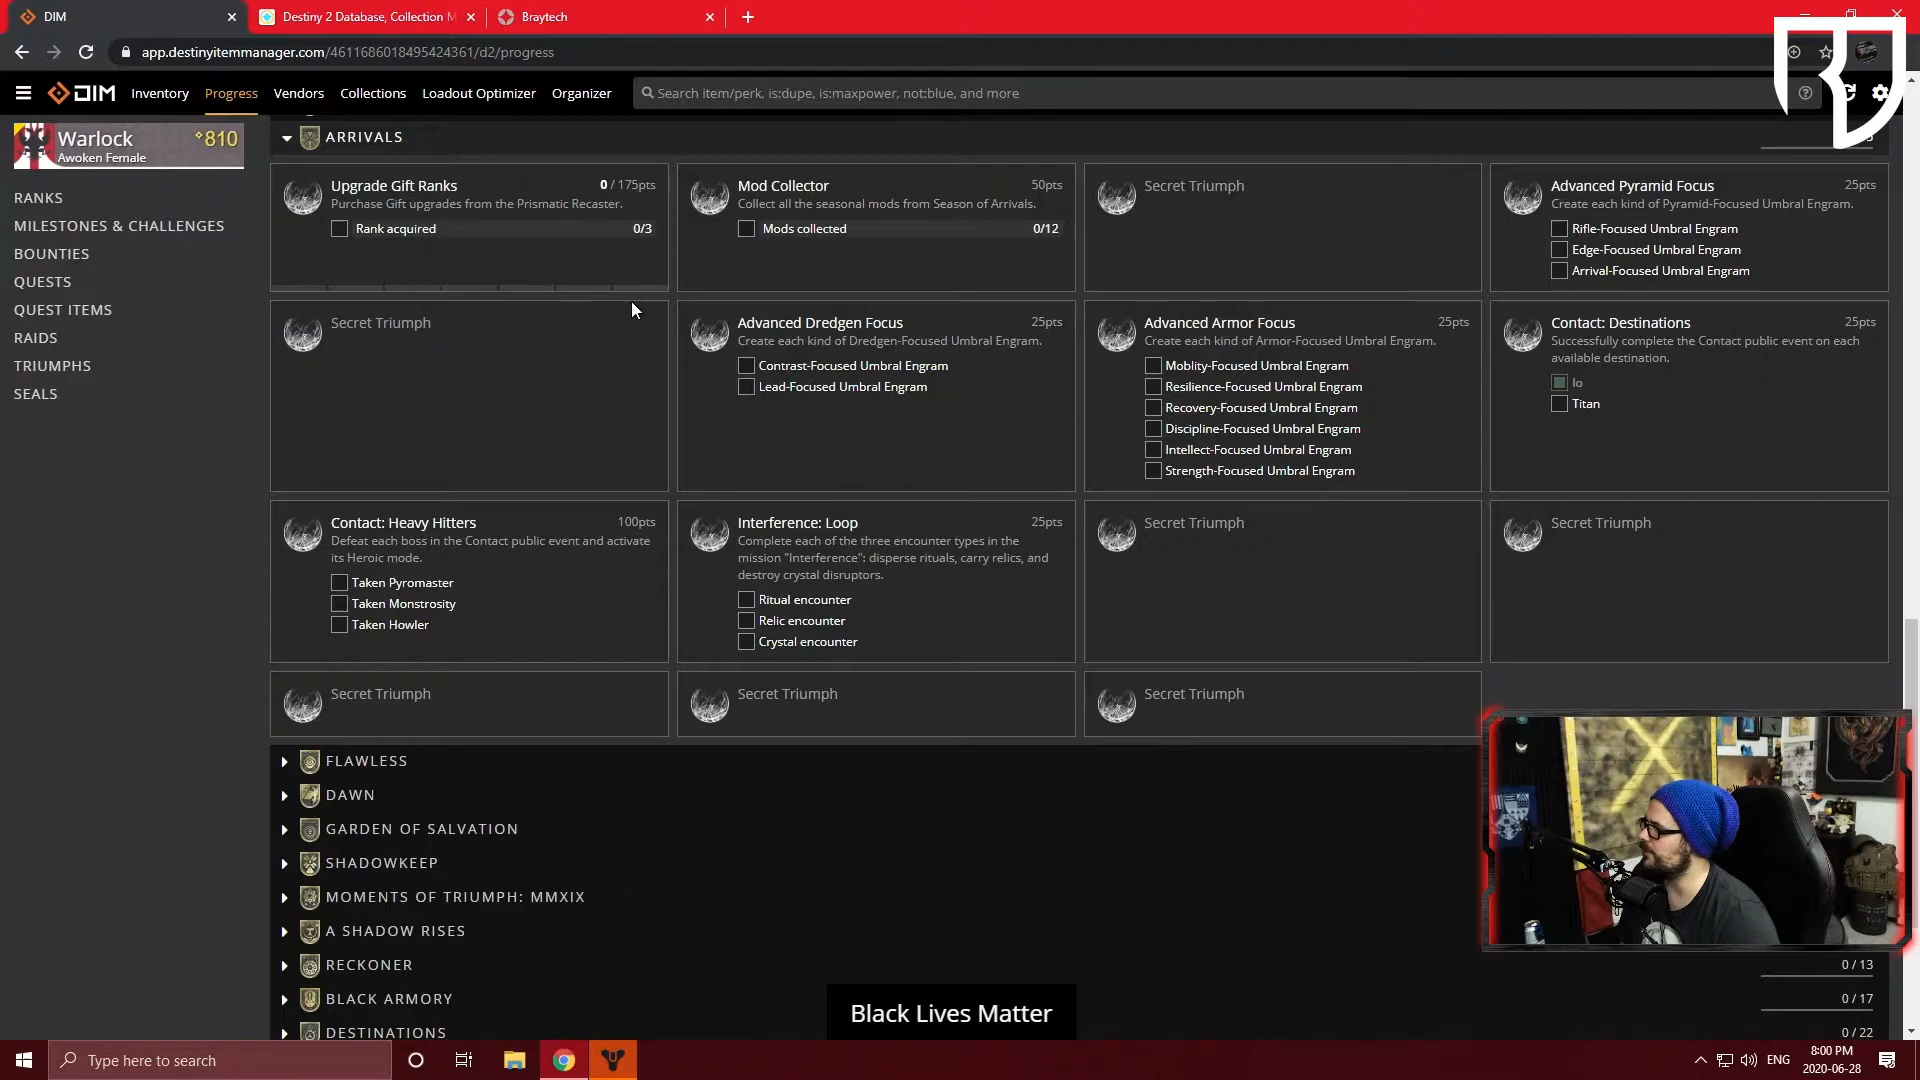 DIM
Destiny 2 Database, Collection M
Braytech
app.destinyitemmanager.com/4611686018495424361/d2/progress
DIM
Inventory
Progress
Vendors
Collections
Loadout Optimizer
Organizer
Search item/perk, is:dupe, is:maxpower, not:blue, and more
Warlock
810
Awoken Female
RANKS
MILESTONES & CHALLENGES
BOUNTIES
QUESTS
QUEST ITEMS
RAIDS
TRIUMPHS
SEALS
ARRIVALS
Upgrade Gift Ranks
0 / 175pts
Purchase Gift upgrades from the Prismatic Recaster.
Rank acquired
0/3
Mod Collector
50pts
Collect all the seasonal mods from Season of Arrivals.
Mods collected
0/12
Secret Triumph
Advanced Pyramid Focus
25pts
Create each kind of Pyramid-Focused Umbral Engram.
Rifle-Focused Umbral Engram
Edge-Focused Umbral Engram
Arrival-Focused Umbral Engram
Secret Triumph
Advanced Dredgen Focus
25pts
Create each kind of Dredgen-Focused Umbral Engram.
Contrast-Focused Umbral Engram
Lead-Focused Umbral Engram
Advanced Armor Focus
25pts
Create each kind of Armor-Focused Umbral Engram.
Moblity-Focused Umbral Engram
Resilience-Focused Umbral Engram
Recovery-Focused Umbral Engram
Discipline-Focused Umbral Engram
Intellect-Focused Umbral Engram
Strength-Focused Umbral Engram
Contact: Destinations
25pts
Successfully complete the Contact public event on each
available destination.
Io
Titan
Contact: Heavy Hitters
100pts
Defeat each boss in the Contact public event and activate
its Heroic mode.
Taken Pyromaster
Taken Monstrosity
Taken Howler
Interference: Loop
25pts
Complete each of the three encounter types in the
mission "Interference": disperse rituals, carry relics, and
destroy crystal disruptors.
Ritual encounter
Relic encounter
Crystal encounter
Secret Triumph
Secret Triumph
Secret Triumph
Secret Triumph
Secret Triumph
FLAWLESS
DAWN
GARDEN OF SALVATION
SHADOWKEEP
MOMENTS OF TRIUMPH: MMXIX
A SHADOW RISES
RECKONER
0 / 13
BLACK ARMORY
0 / 17
DESTINATIONS
0 / 22
Black Lives Matter
Type here to search
ENG
8:00 PM
2020-06-28